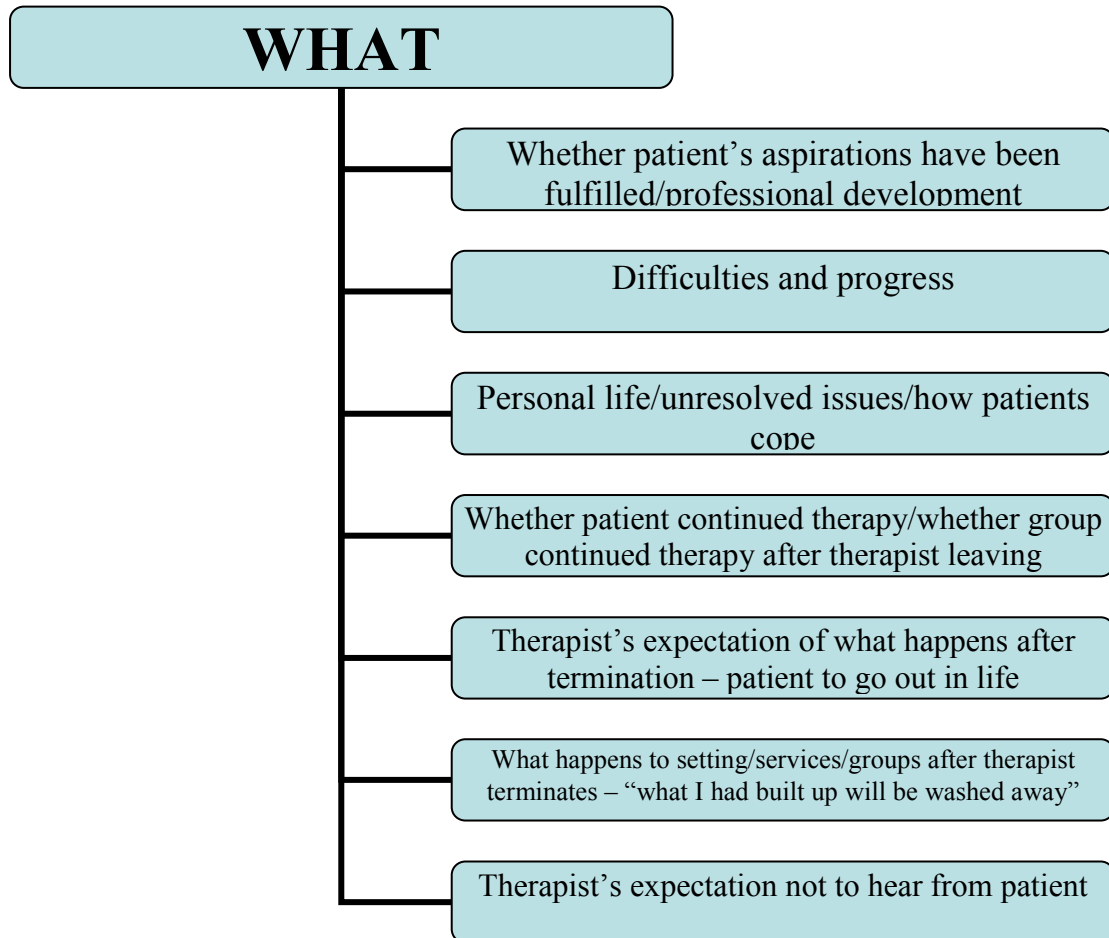 WHAT
Whether patient’s aspirations have been
fulfilled/professional development
Difficulties and progress
Personal life/unresolved issues/how patients
cope
Whether patient continued therapy/whether group
continued therapy after therapist leaving
Therapist’s expectation of what happens after
termination – patient to go out in life
What happens to setting/services/groups after therapist
terminates – “what I had built up will be washed away”
Therapist’s expectation not to hear from patient